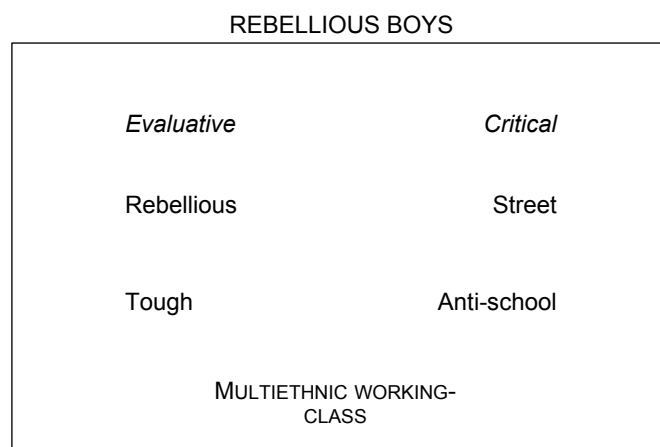 REBELLIOUS BOYS
Evaluative Critical
Rebellious Street
Tough Anti-school
MULTIETHNIC WORKING-
CLASS